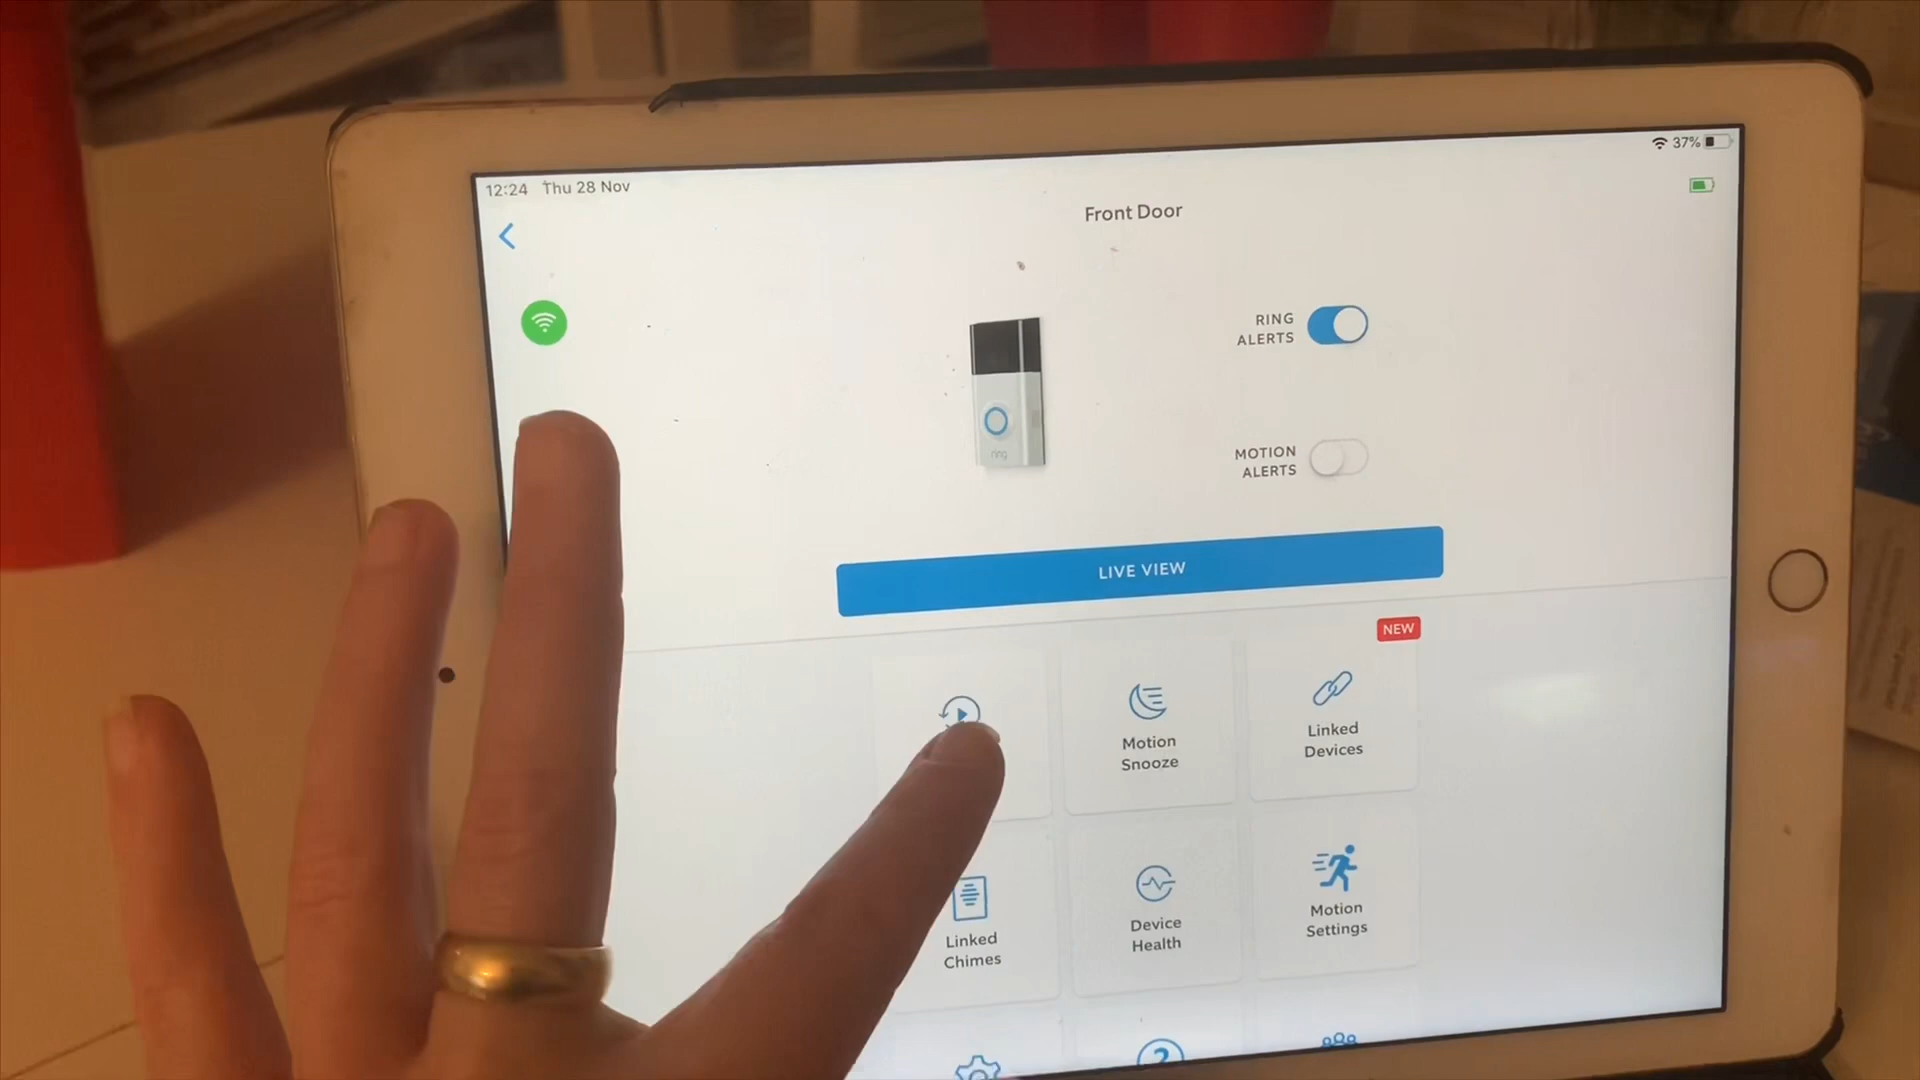 12:24 Thu 28 Nov
37%
Front Door
RING
ALERTS
ring
MOTION
ALERTS
LIVE VIEW
NEW
Motion
Snooze
Linked
Devices
Linked
Chimes
Device
Health
Motion
Settings
?